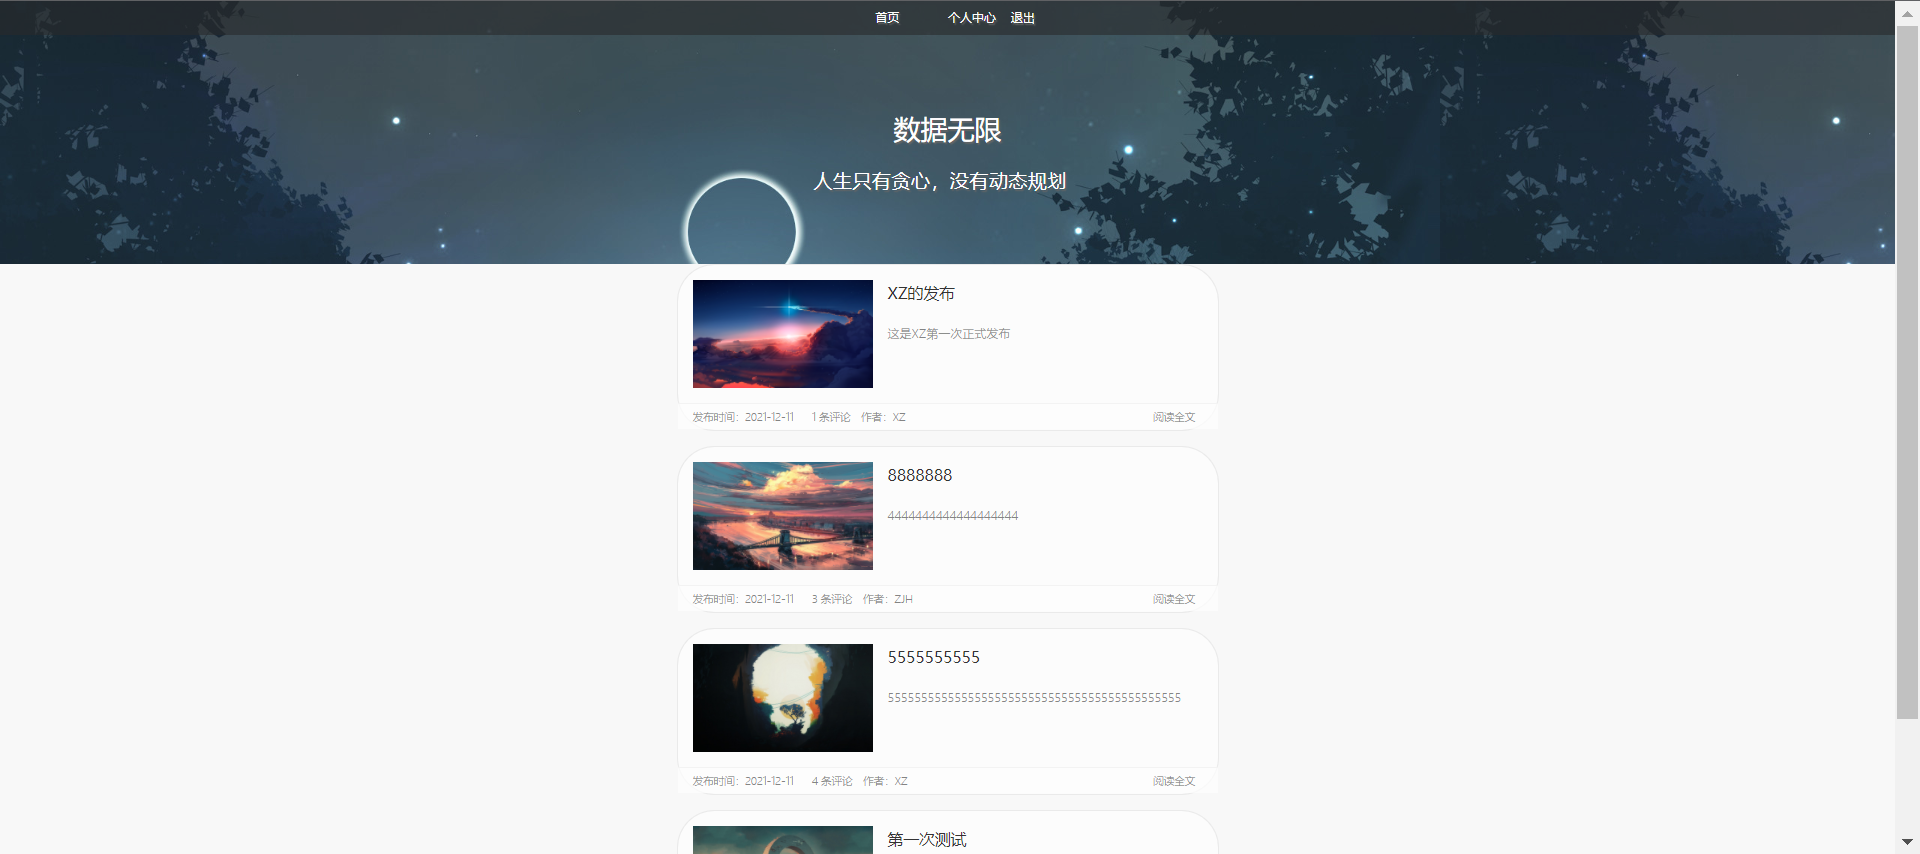 首页 个人中心 退出
数据无限
人生只有贪心，没有动态规划
XZ的发布
这是XZ第一次正式发布
发布时间：2021-12-11 1 条评论 作者：XZ 阅读全文
8888888
4444444444444444444
发布时间：2021-12-11 3 条评论 作者：ZJH 阅读全文
5555555555
55555555555555555555555555555555555555555555
发布时间：2021-12-11 4 条评论 作者：XZ 阅读全文
第一次测试